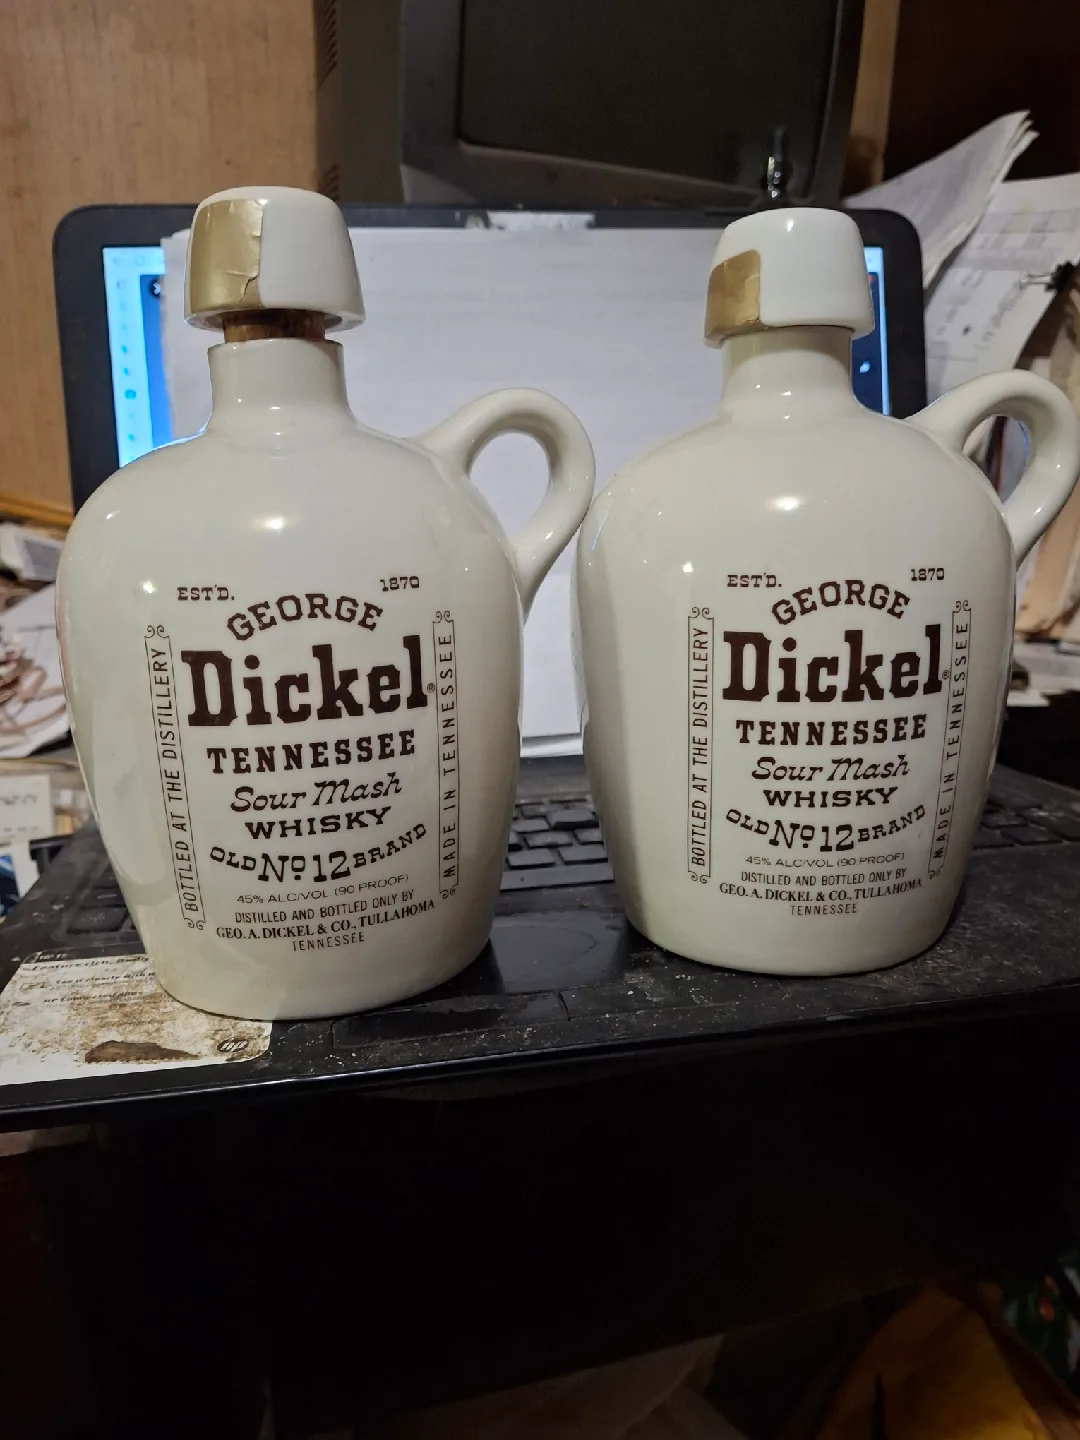 EST'D. 1870
GEORGE
Dickel®
TENNESSEE
Sour Mash
WHISKY
OLD No 12 BRAND
45% ALC/VOL (90 PROOF)
DISTILLED AND BOTTLED ONLY BY
GEO. A. DICKEL & CO., TULLAHOMA
TENNESSEE
BOTTLED AT THE DISTILLERY
MADE IN TENNESSEE
EST'D. 1870
GEORGE
Dickel®
TENNESSEE
Sour Mash
WHISKY
OLD No 12 BRAND
45% ALC/VOL (90 PROOF)
DISTILLED AND BOTTLED ONLY BY
GEO. A. DICKEL & CO., TULLAHOMA
TENNESSEE
BOTTLED AT THE DISTILLERY
MADE IN TENNESSEE
hp